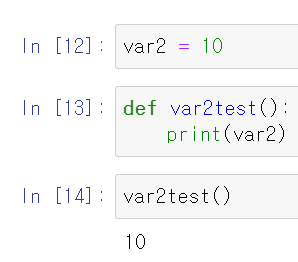 In [12]: var2 = 10
In [13]: def var2test():
    print(var2)
In [14]: var2test()
10